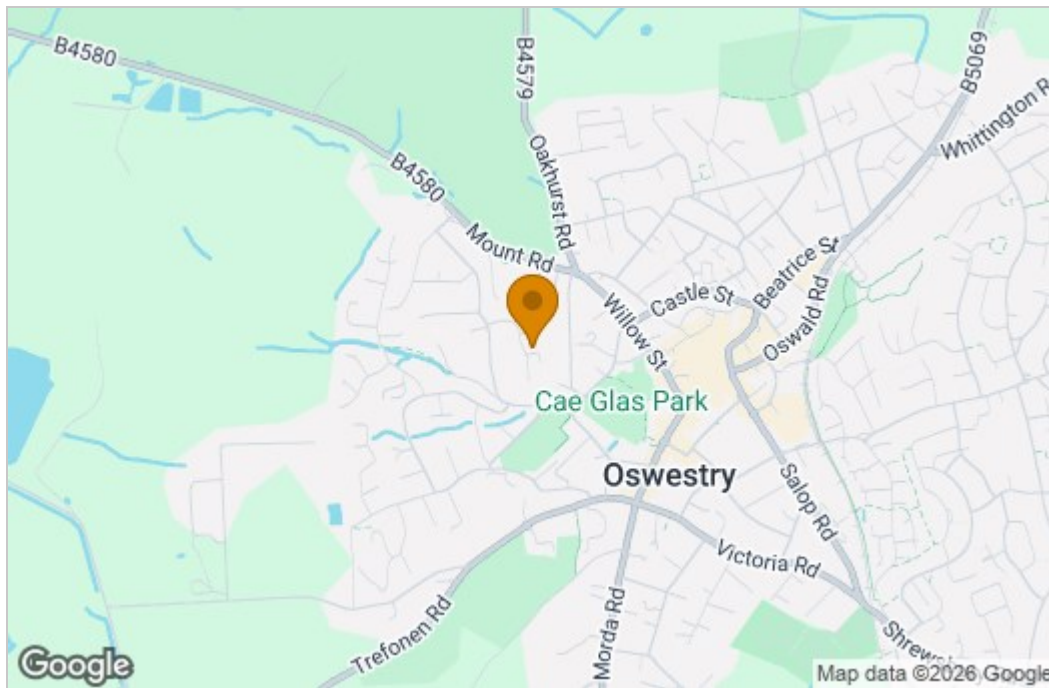 B4580
B4579
B5069
Whittington R
Oakhurst Rd
B4580
Mount Rd
Beatrice St
Castle St
Willow St
Oswald Rd
Cae Glas Park
Oswestry
Salop Rd
Victoria Rd
Trefonen Rd
Morda Rd
Google
Map data ©2026 Google